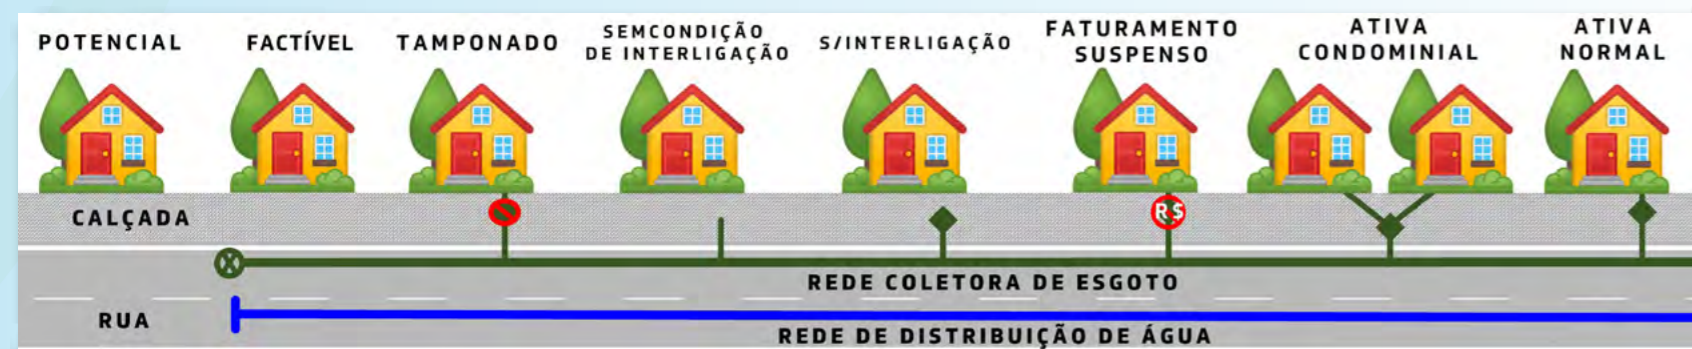 POTENCIAL
FACTÍVEL
TAMPONADO
SEMCONDIÇÃO
DE INTERLIGAÇÃO
S/INTERLIGAÇÃO
FATURAMENTO
SUSPENSO
ATIVA
CONDOMINIAL
ATIVA
NORMAL
CALÇADA
R$
REDE COLETORA DE ESGOTO
RUA
REDE DE DISTRIBUIÇÃO DE ÁGUA